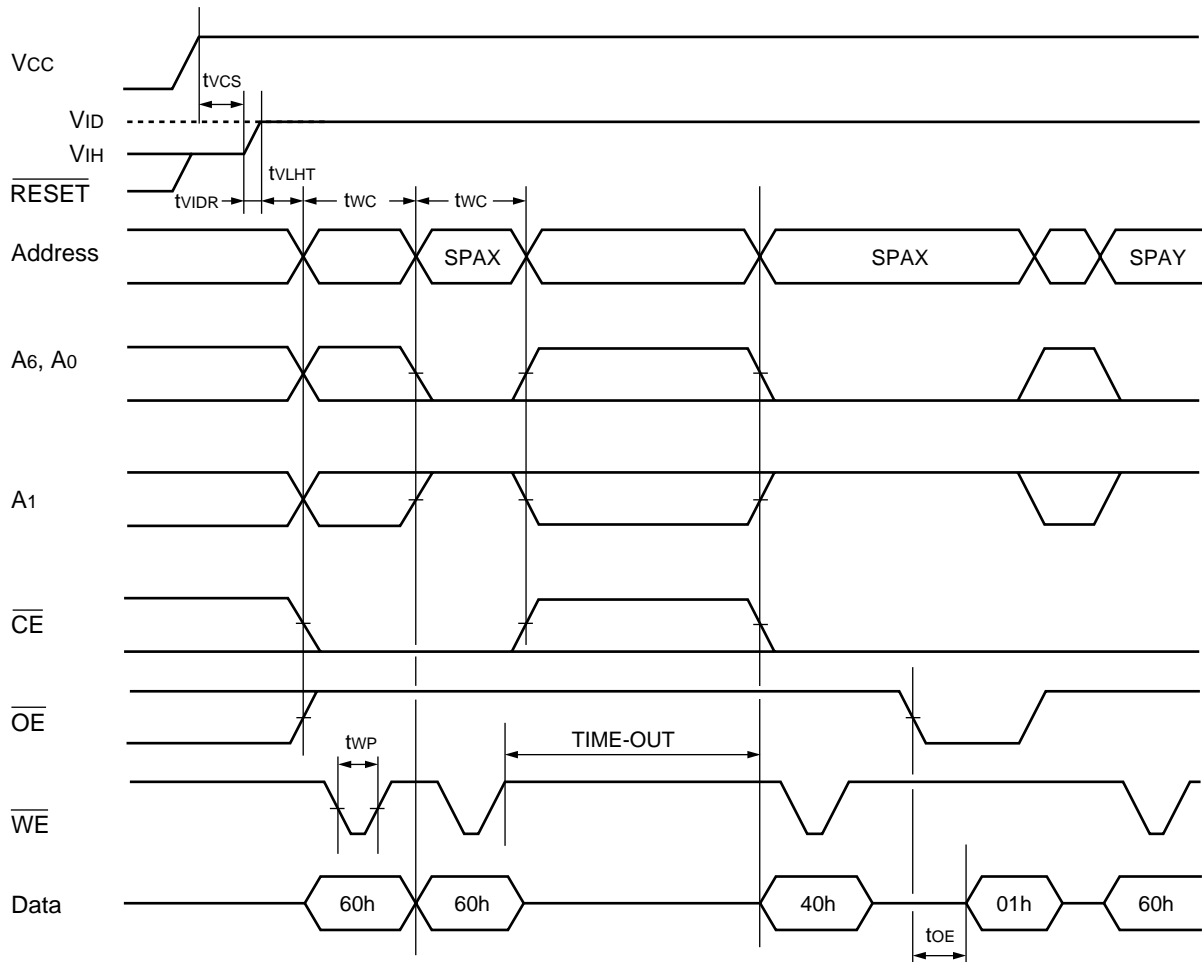 VCC
tVCS
VID
VIH
RESET
tVIDR
tVLHT
tWC
tWC
Address
SPAX
SPAX
SPAY
A6, A0
A1
CE
OE
TIME-OUT
tWP
WE
Data
60h
60h
40h
01h
60h
tOE